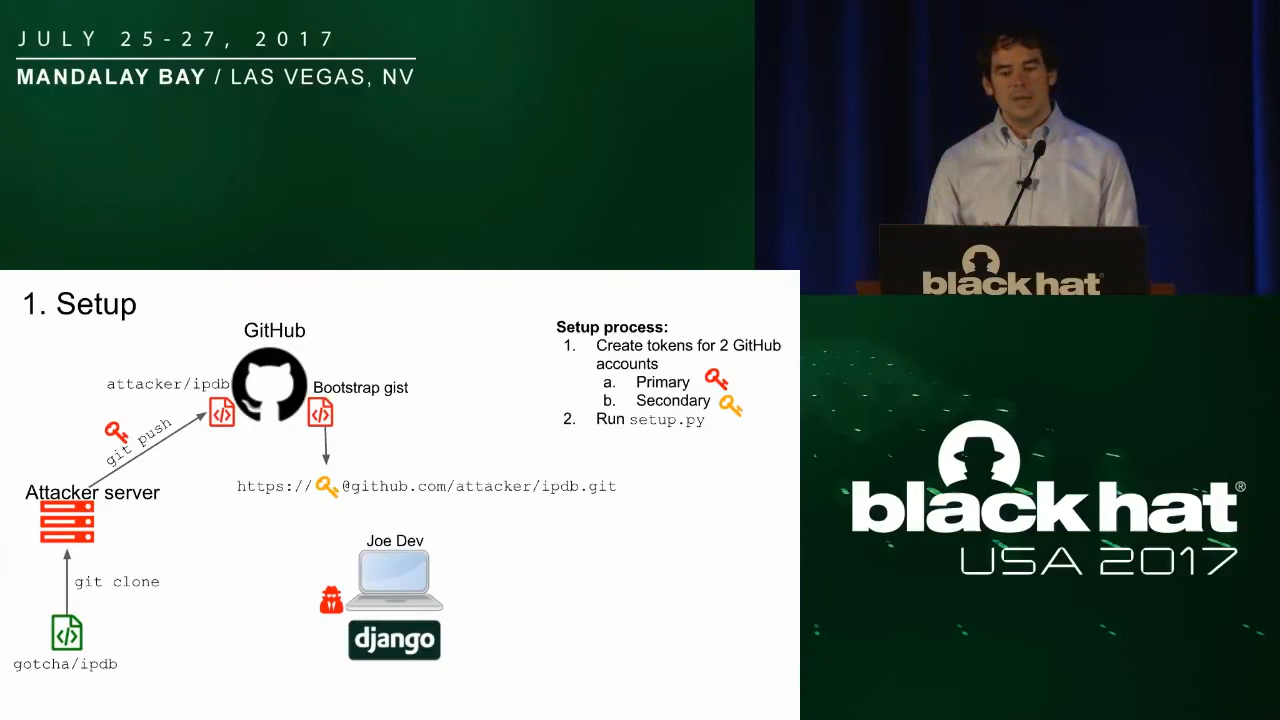 JULY 25-27, 2017
MANDALAY BAY / LAS VEGAS, NV
black hat
1. Setup
GitHub
attacker/ipdb
Bootstrap gist
git push
Attacker server
https:// @github.com/attacker/ipdb.git
git clone
gotcha/ipdb
Joe Dev
django
Setup process:
1. Create tokens for 2 GitHub
accounts
a. Primary
b. Secondary
2. Run setup.py
black hat®
USA 2017